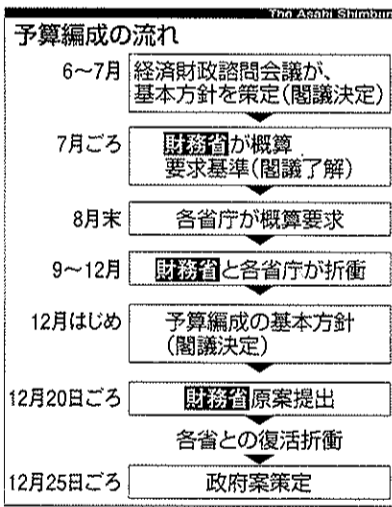 The Asahi Shimbun
予算編成の流れ
6〜7月 経済財政諮問会議が、
基本方針を策定(閣議決定)
7月ごろ 財務省が概算
要求基準(閣議了解)
8月末 各省庁が概算要求
9〜12月 財務省と各省庁が折衝
12月はじめ 予算編成の基本方針
(閣議決定)
12月20日ごろ 財務省原案提出
各省との復活折衝
12月25日ごろ 政府案策定